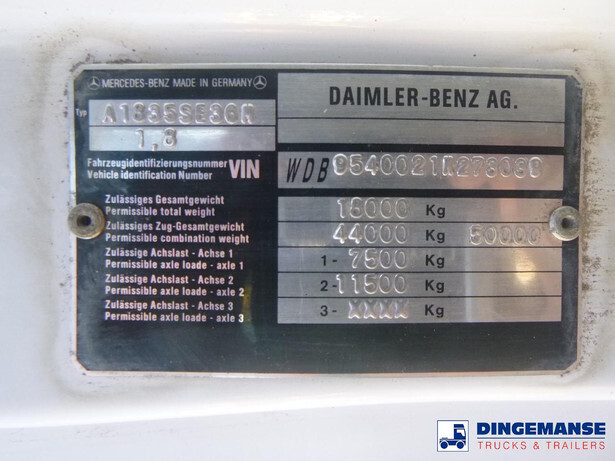 MERCEDES-BENZ MADE IN GERMANY
DAIMLER-BENZ AG.
Typ
1,8
Fahrzeugidentifizierungsnummer
Vehicle identification Number
VIN
WDB
Zulässiges Gesamtgewicht
Permissible total weight
18000 Kg
Zulässiges Zug-Gesamtgewicht
Permissible combination weight
44000 Kg 50000
Zulässige Achslast - Achse 1
Permissible axle loade - axle 1
1- 7500 Kg
Zulässige Achslast - Achse 2
Permissible axle loade - axle 2
2- 11500 Kg
Zulässige Achslast - Achse 3
Permissible axle loade - axle 3
3- XXXX Kg
DINGEMANSE
TRUCKS & TRAILERS